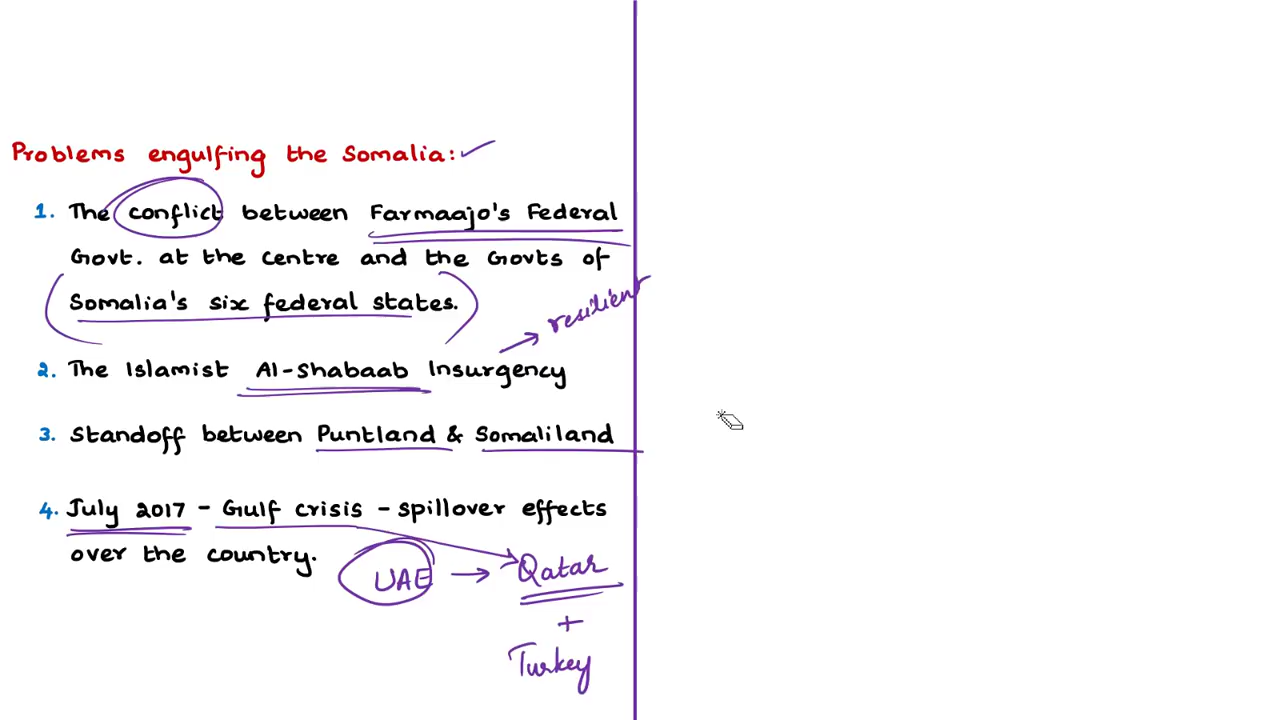 Problems engulfing the Somalia:
1. The conflict between Farmaajo's Federal
Govt. at the centre and the Govts of
Somalia's six federal states.
resilient
2. The Islamist Al-Shabaab Insurgency
3. Standoff between Puntland & Somaliland
4. July 2017 - Gulf crisis - spillover effects
over the country.
UAE → Qatar
+
Turkey